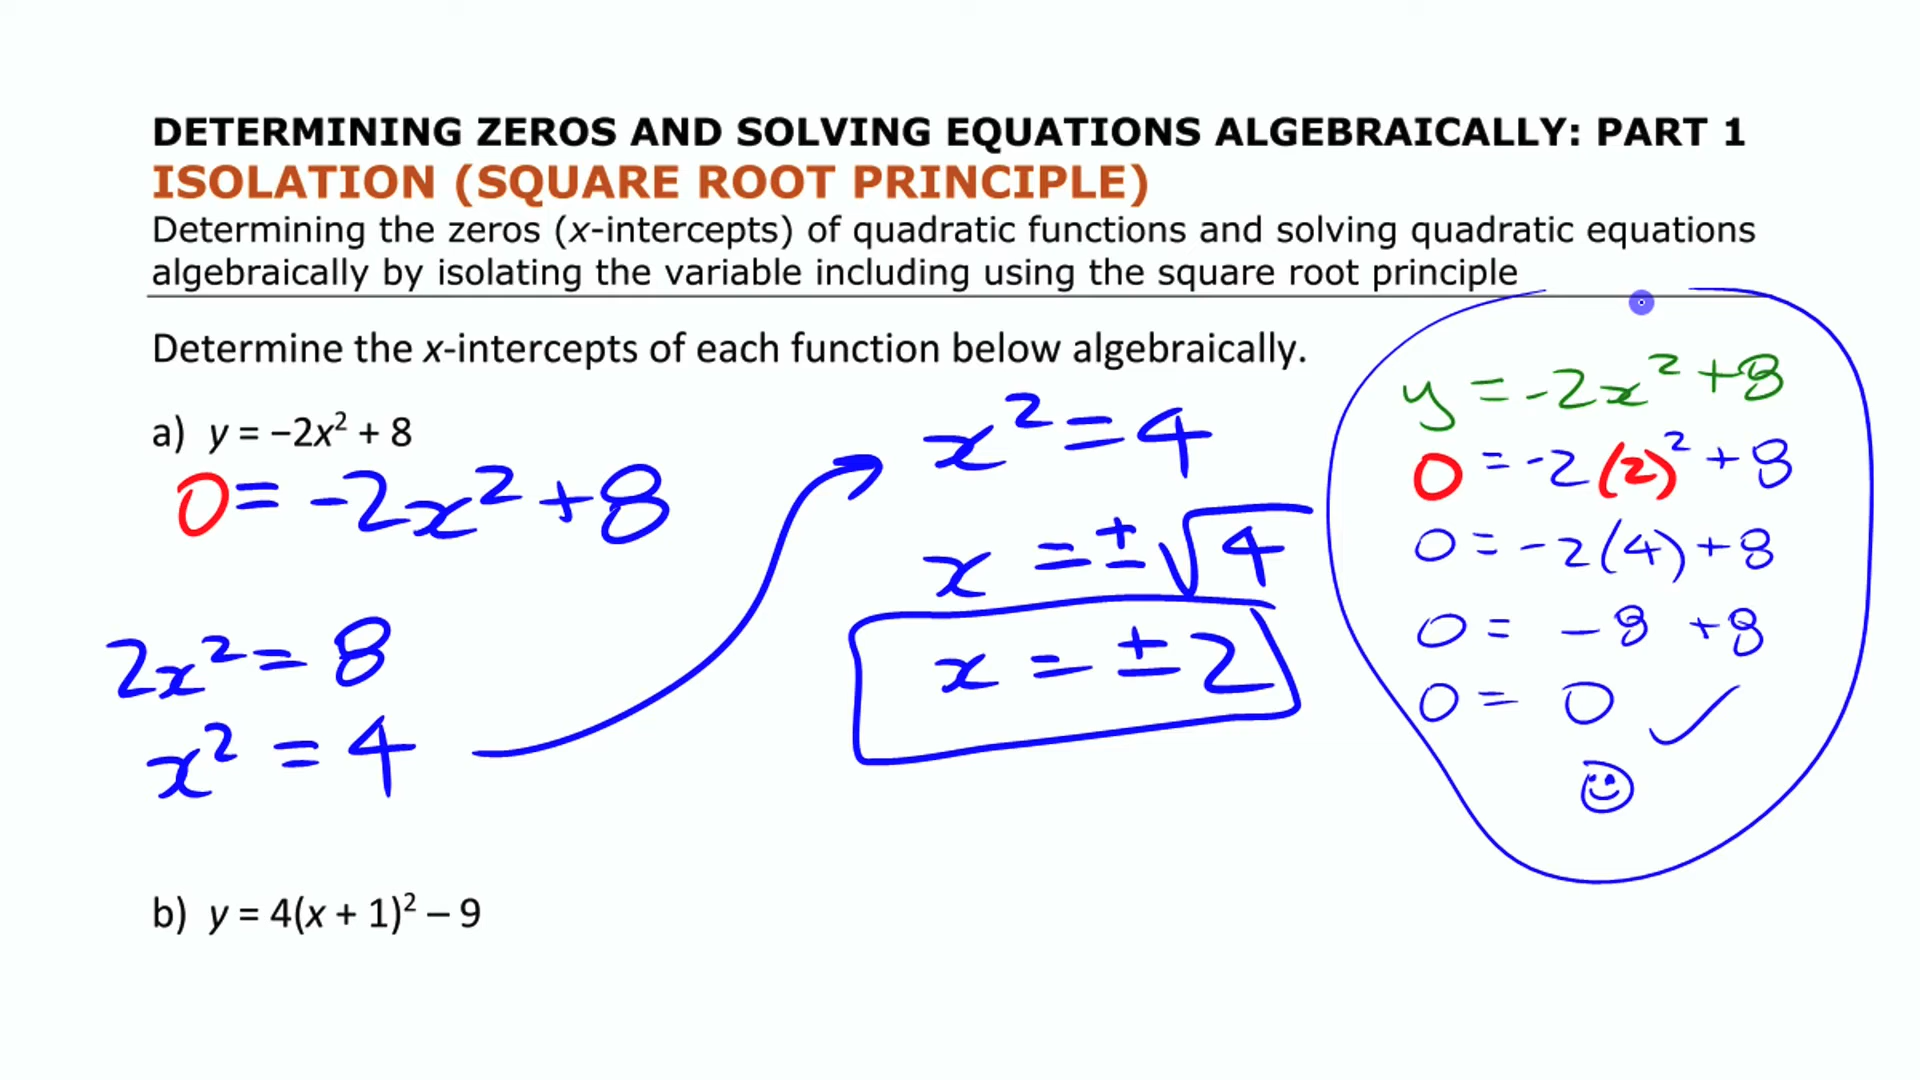 DETERMINING ZEROS AND SOLVING EQUATIONS ALGEBRAICALLY: PART 1
ISOLATION (SQUARE ROOT PRINCIPLE)
Determining the zeros (x-intercepts) of quadratic functions and solving quadratic equations
algebraically by isolating the variable including using the square root principle
Determine the x-intercepts of each function below algebraically.
a) y = −2x² + 8
0 = -2x² + 8
2x² = 8
x² = 4
x² = 4
x = ±√4
x = ±2
y = -2x² + 8
0 = -2(2)² + 8
0 = -2(4) + 8
0 = -8 + 8
0 = 0 ✓
b) y = 4(x + 1)² – 9